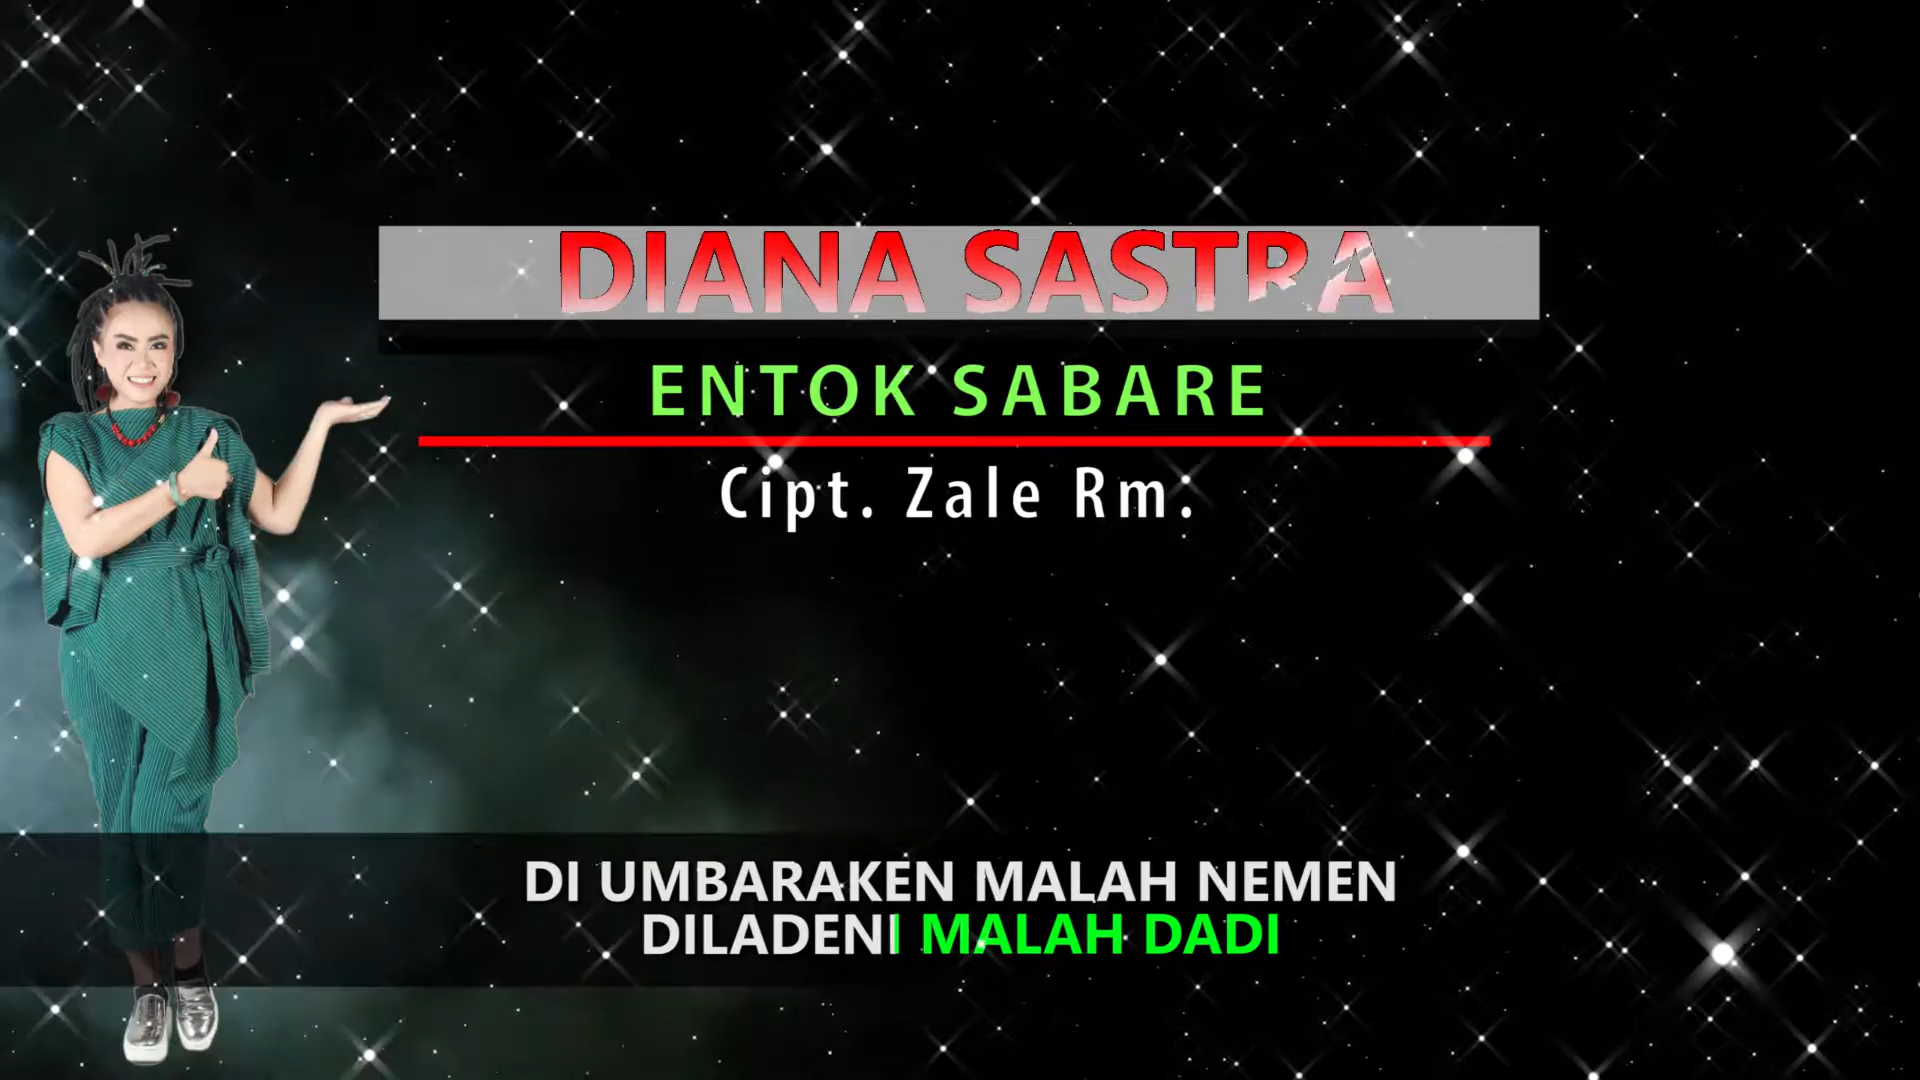 DIANA SASTRA
ENTOK SABARE
Cipt. Zale Rm.
DI UMBARAKEN MALAH NEMEN
DILADENI MALAH DADI